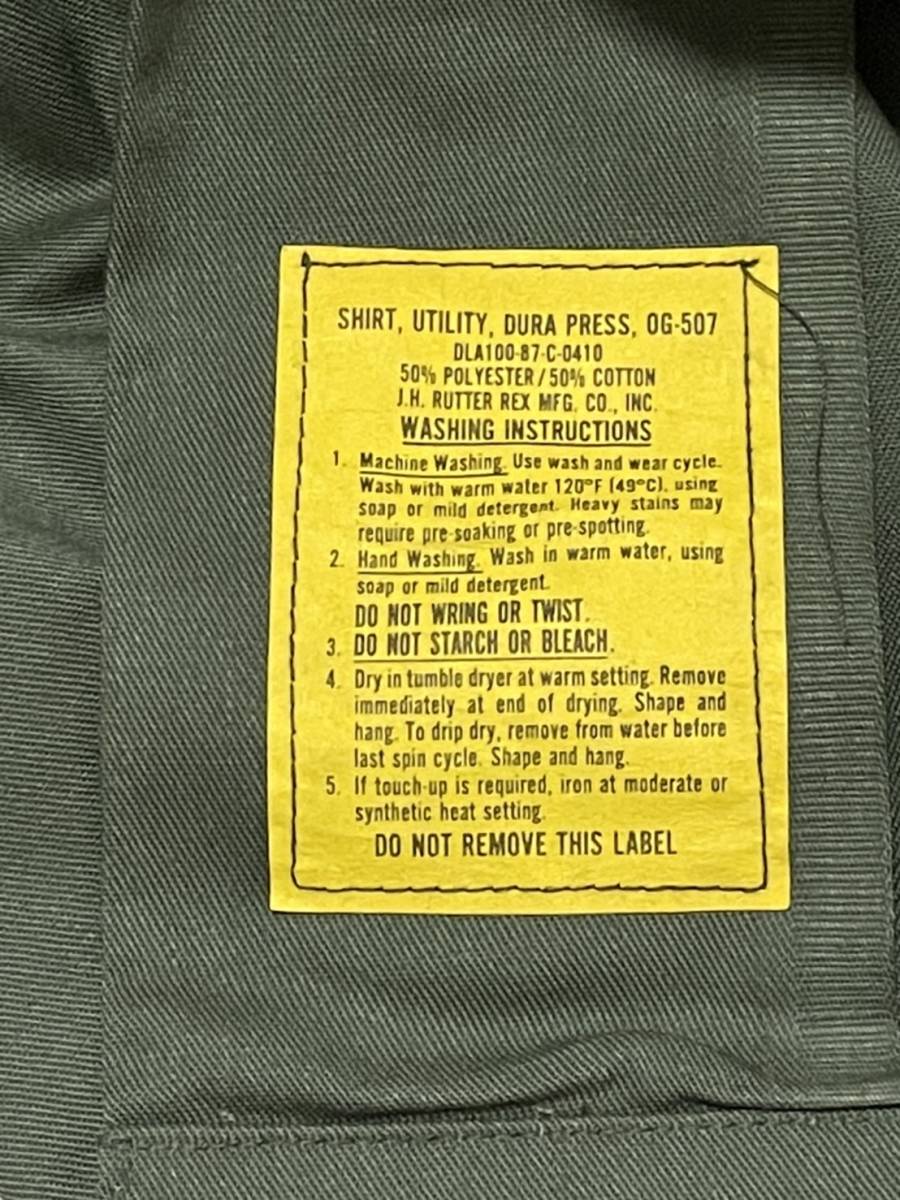 SHIRT, UTILITY, DURA PRESS, OG-507
DLA100-87-C-0410
50% POLYESTER/50% COTTON
J.H. RUTTER REX MFG. CO., INC.
WASHING INSTRUCTIONS
1. Machine Washing. Use wash and wear cycle.
Wash with warm water 120°F (49°C), using
soap or mild detergent. Heavy stains may
require pre-soaking or pre-spotting.
2. Hand Washing. Wash in warm water, using
soap or mild detergent.
DO NOT WRING OR TWIST.
3. DO NOT STARCH OR BLEACH.
4. Dry in tumble dryer at warm setting. Remove
immediately at end of drying. Shape and
hang. To drip dry, remove from water before
last spin cycle. Shape and hang.
5. If touch-up is required, iron at moderate or
synthetic heat setting.
DO NOT REMOVE THIS LABEL